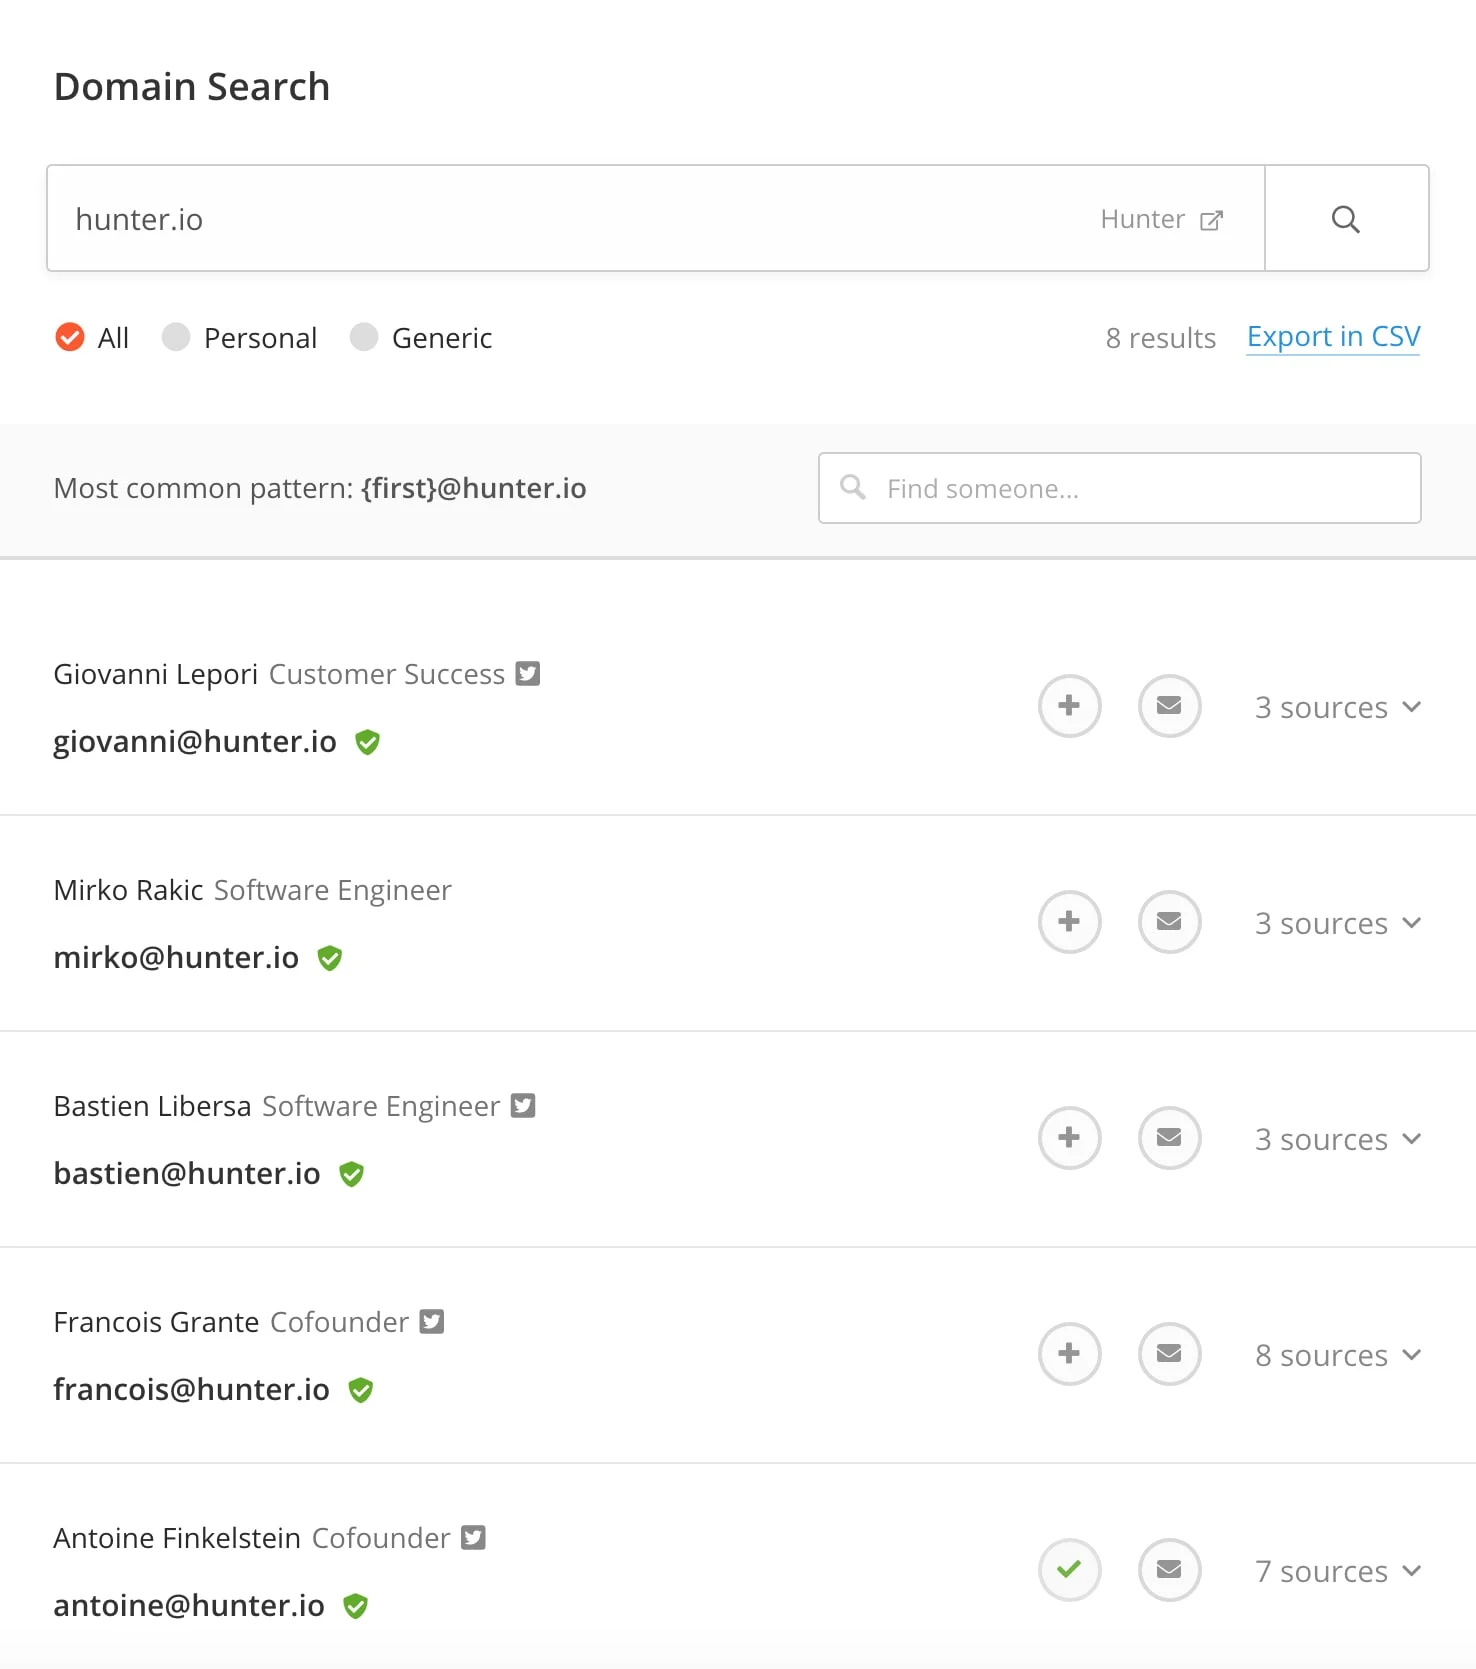 Domain Search
hunter.io Hunter
All Personal Generic 8 results Export in CSV
Most common pattern: {first}@hunter.io Find someone...
Giovanni Lepori Customer Success
giovanni@hunter.io 3 sources
Mirko Rakic Software Engineer
mirko@hunter.io 3 sources
Bastien Libersa Software Engineer
bastien@hunter.io 3 sources
Francois Grante Cofounder
francois@hunter.io 8 sources
Antoine Finkelstein Cofounder
antoine@hunter.io 7 sources